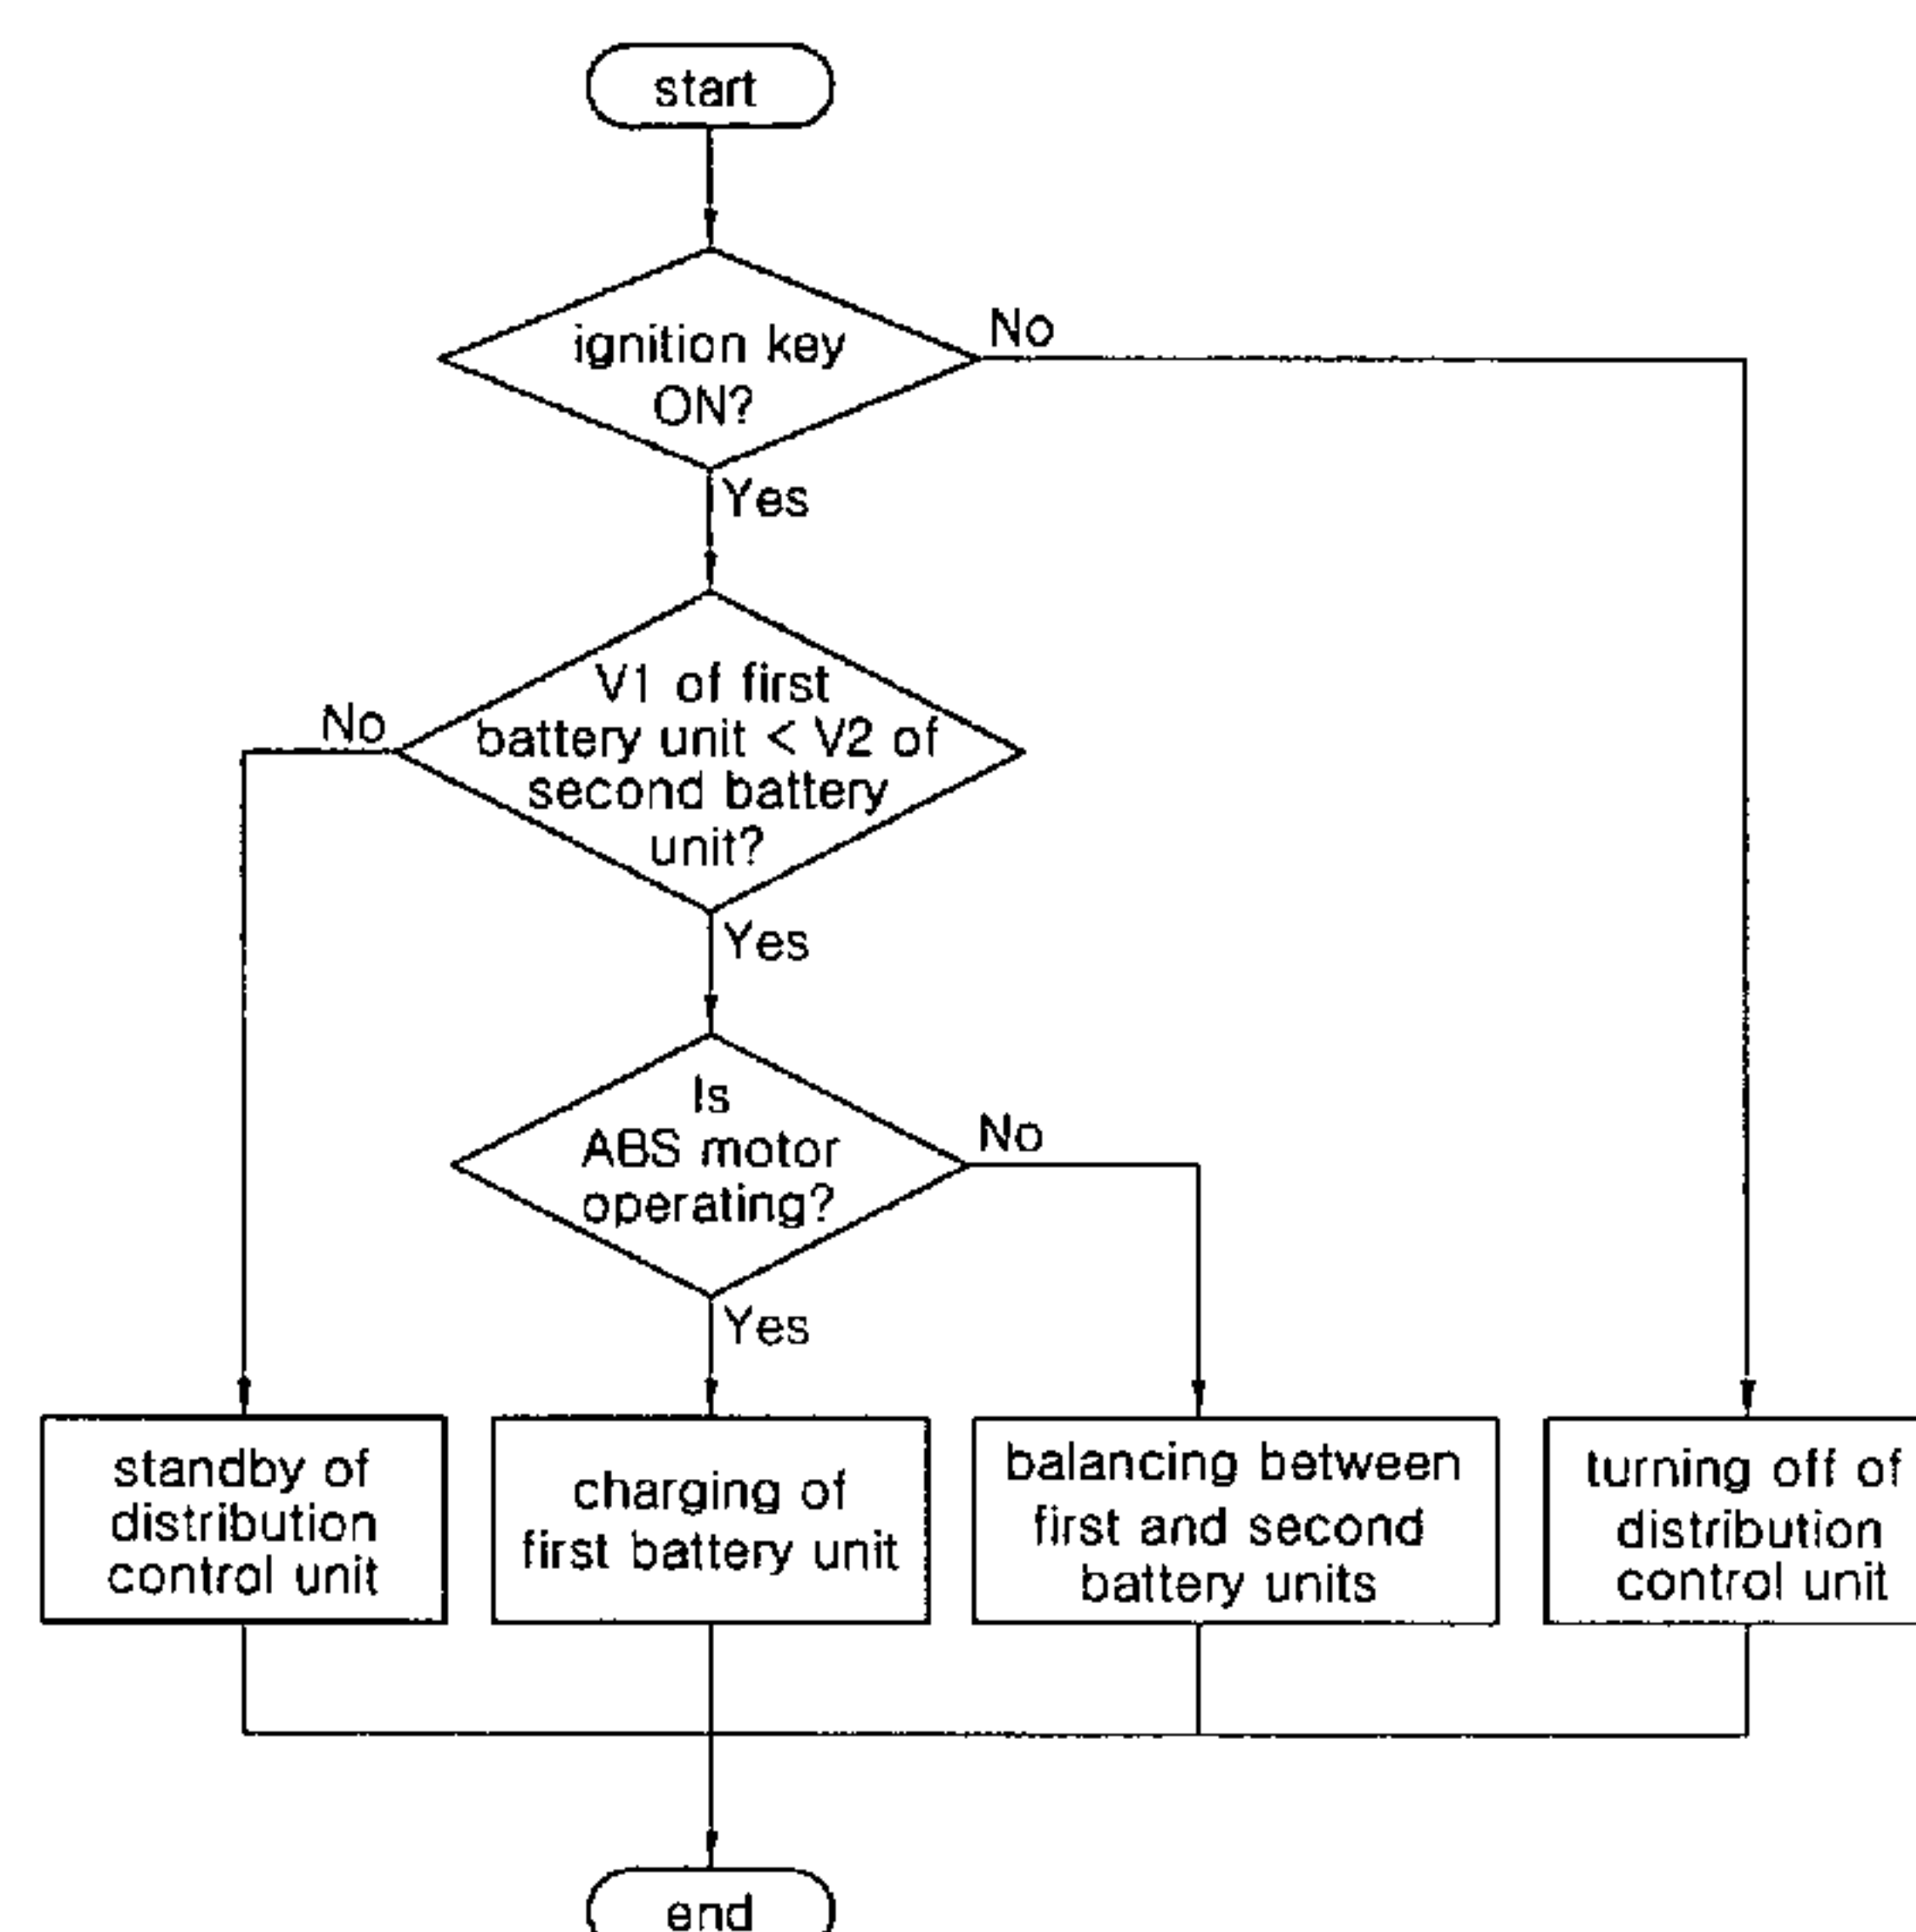 start
ignition key
ON?
No
Yes
V1 of first
battery unit < V2 of
second battery
unit?
No
Yes
Is
ABS motor
operating?
No
Yes
standby of
distribution
control unit
charging of
first battery unit
balancing between
first and second
battery units
turning off of
distribution
control unit
end